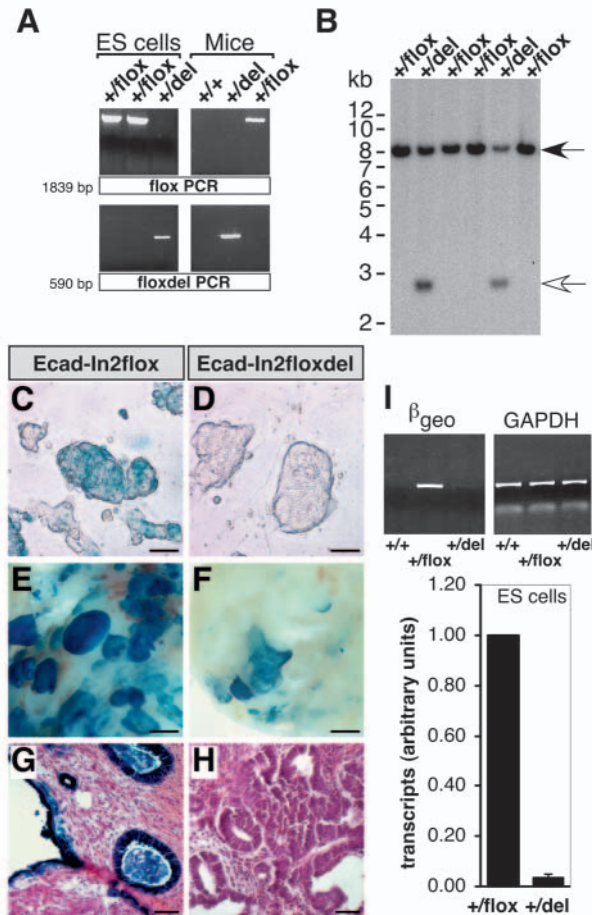 A
ES cells
Mice
+/flox
+/flox
+/del
+/+
+/del
+/flox
1839 bp
flox PCR
590 bp
floxdel PCR
B
+/flox
+/del
+/flox
+/flox
+/del
+/flox
kb
12
10
8
7
6
5
4
3
2
Ecad-In2flox
Ecad-In2floxdel
C
D
E
F
G
H
I
βgeo
GAPDH
+/+
+/flox
+/del
+/+
+/flox
+/del
ES cells
transcripts (arbitrary units)
1.20
1.00
0.80
0.60
0.40
0.20
0.00
+/flox
+/del